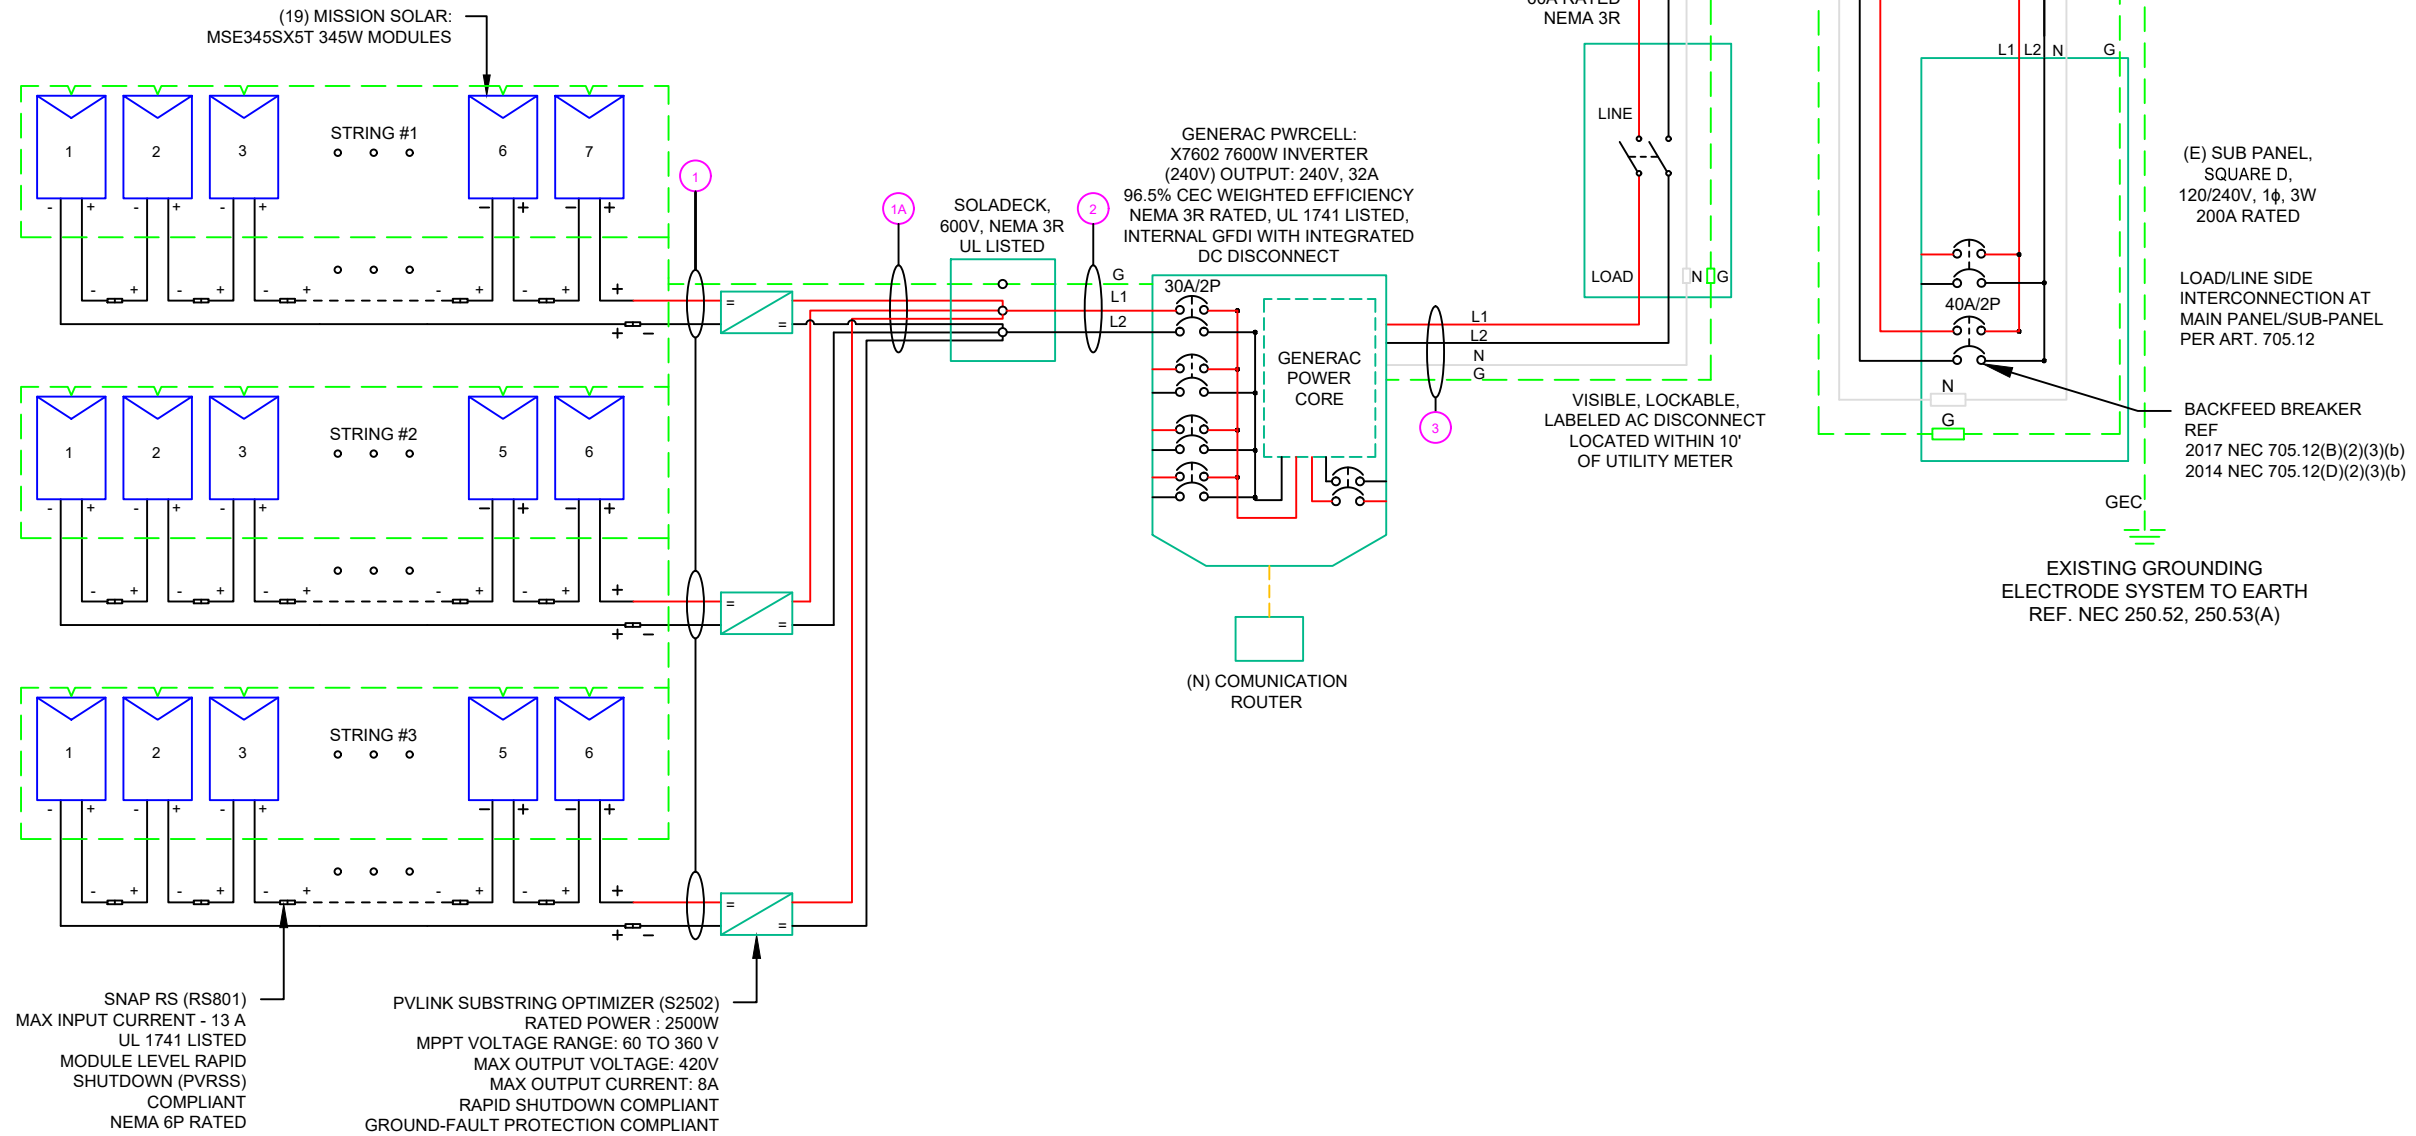 (19) MISSION SOLAR:
MSE345SX5T 345W MODULES
STRING #1
1 2 3 6 7
- + - + - + - + - +
- + - + - + - + - + +
+ -
STRING #2
1 2 3 5 6
- + - + - + - + - +
- + - + - + - + - + +
+ -
STRING #3
1 2 3 5 6
- + - + - + - + - +
- + - + - + - + - + +
+ -
SNAP RS (RS801)
MAX INPUT CURRENT - 13 A
UL 1741 LISTED
MODULE LEVEL RAPID
SHUTDOWN (PVRSS)
COMPLIANT
NEMA 6P RATED
PVLINK SUBSTRING OPTIMIZER (S2502)
RATED POWER : 2500W
MPPT VOLTAGE RANGE: 60 TO 360 V
MAX OUTPUT VOLTAGE: 420V
MAX OUTPUT CURRENT: 8A
RAPID SHUTDOWN COMPLIANT
GROUND-FAULT PROTECTION COMPLIANT
1
= =
= =
= =
1A
SOLADECK,
600V, NEMA 3R
UL LISTED
2
G
L1
L2
GENERAC PWRCELL:
X7602 7600W INVERTER
(240V) OUTPUT: 240V, 32A
96.5% CEC WEIGHTED EFFICIENCY
NEMA 3R RATED, UL 1741 LISTED,
INTERNAL GFDI WITH INTEGRATED
DC DISCONNECT
30A/2P
GENERAC
POWER
CORE
(N) COMUNICATION
ROUTER
L1
L2
N
G
3
NEMA 3R
LINE
LOAD
N G
VISIBLE, LOCKABLE,
LABELED AC DISCONNECT
LOCATED WITHIN 10'
OF UTILITY METER
L1 L2 N G
40A/2P
N
G
(E) SUB PANEL,
SQUARE D,
120/240V, 1ϕ, 3W
200A RATED
LOAD/LINE SIDE
INTERCONNECTION AT
MAIN PANEL/SUB-PANEL
PER ART. 705.12
BACKFEED BREAKER
REF
2017 NEC 705.12(B)(2)(3)(b)
2014 NEC 705.12(D)(2)(3)(b)
GEC
EXISTING GROUNDING
ELECTRODE SYSTEM TO EARTH
REF. NEC 250.52, 250.53(A)